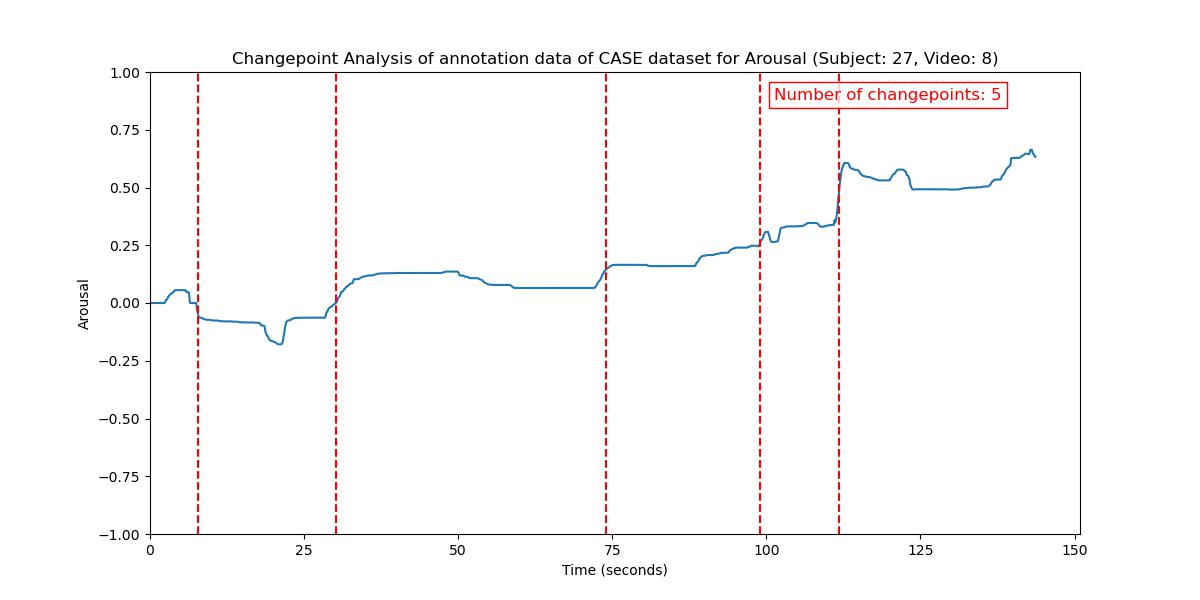 Changepoint Analysis of annotation data of CASE dataset for Arousal (Subject: 27, Video: 8)
Number of changepoints: 5
Arousal
1.00
0.75
0.50
0.25
0.00
−0.25
−0.50
−0.75
−1.00
0 25 50 75 100 125 150
Time (seconds)